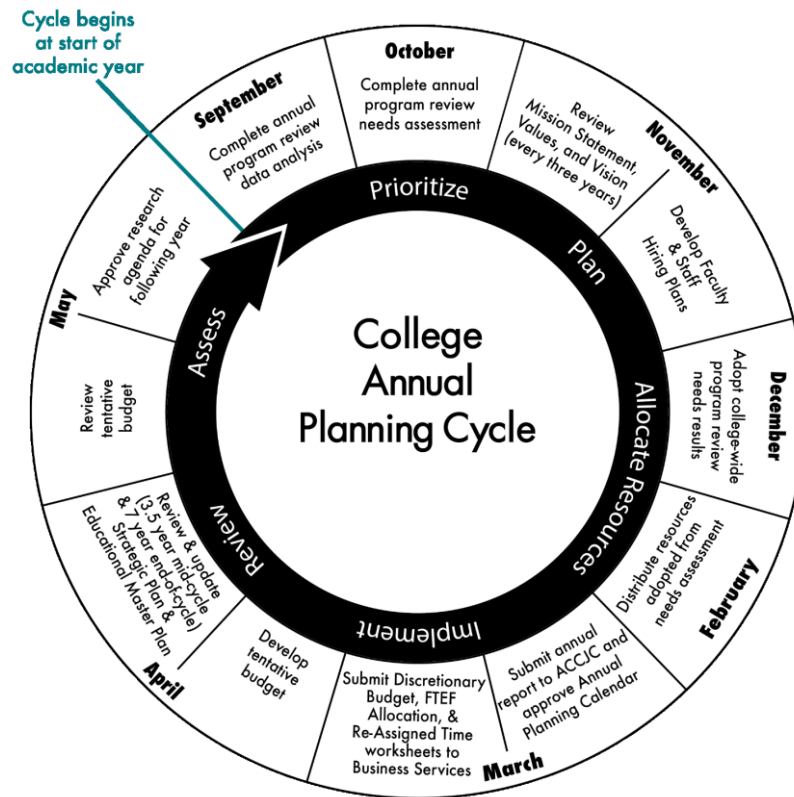 Cycle begins
at start of
academic year
September
Complete annual
program review
data analysis
October
Complete annual
program review
needs assessment
November
Review
Mission Statement,
Values, and Vision
(every three years)
Develop Faculty
& Staff
Hiring Plans
December
Adopt college-wide
program review
needs results
February
Distribute resources
adopted from
needs assessment
March
Submit annual
report to ACCJC and
approve Annual
Planning Calendar
Submit Discretionary
Budget, FTEF
Allocation, &
Re-Assigned Time
worksheets to
Business Services
April
Develop
tentative
budget
Review & update
(3.5 year mid-cycle
& 7 year end-of-cycle)
Strategic Plan &
Educational Master Plan
May
Review
tentative
budget
Approve research
agenda for
following year
Prioritize
Plan
Allocate Resources
Implement
Review
Assess
College
Annual
Planning Cycle